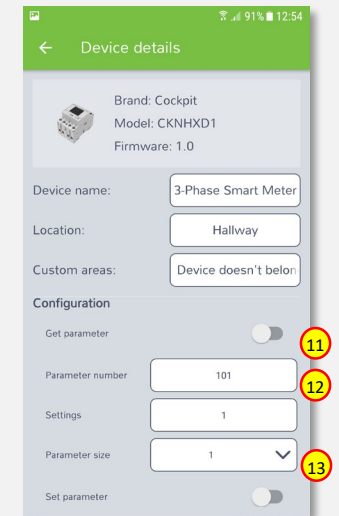 91% 12:54
Device details
Brand: Cockpit
Model: CKNHXD1
Firmware: 1.0
Device name: 3-Phase Smart Meter
Location: Hallway
Custom areas: Device doesn't belon
Configuration
Get parameter
11
Parameter number 101
12
Settings 1
Parameter size 1
13
Set parameter